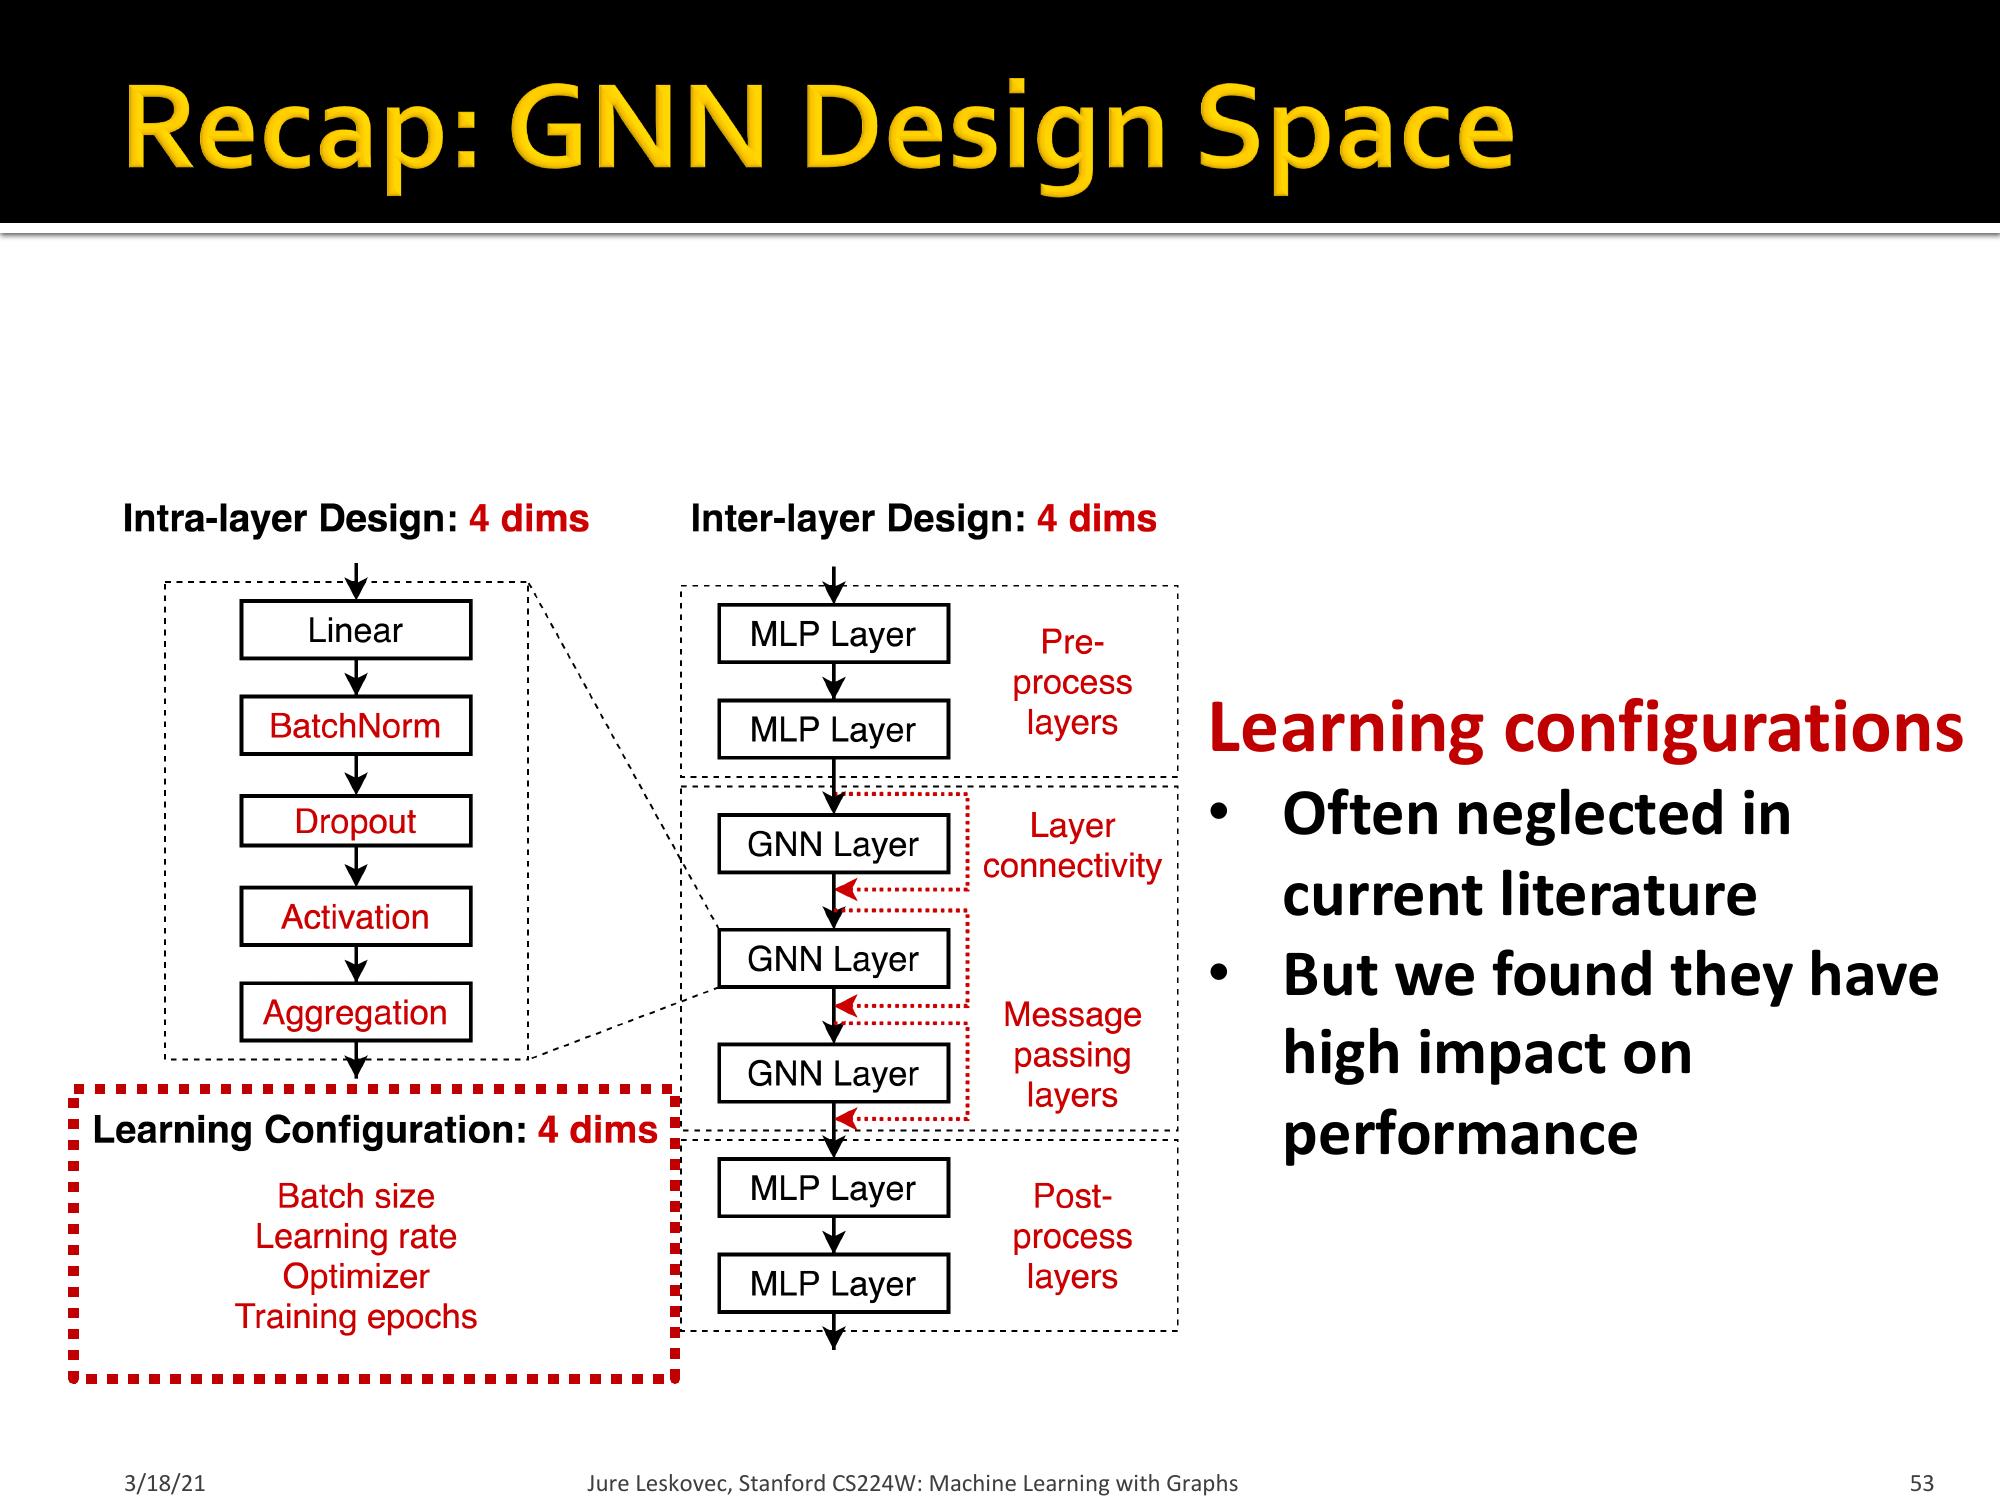 Recap: GNN Design Space
Intra-layer Design: 4 dims
Linear
BatchNorm
Dropout
Activation
Aggregation
Learning Configuration: 4 dims
Batch size
Learning rate
Optimizer
Training epochs
Inter-layer Design: 4 dims
MLP Layer
MLP Layer
Pre-
process
layers
GNN Layer
GNN Layer
GNN Layer
Layer
connectivity
Message
passing
layers
MLP Layer
MLP Layer
Post-
process
layers
Learning configurations
• Often neglected in
current literature
• But we found they have
high impact on
performance
3/18/21
Jure Leskovec, Stanford CS224W: Machine Learning with Graphs
53